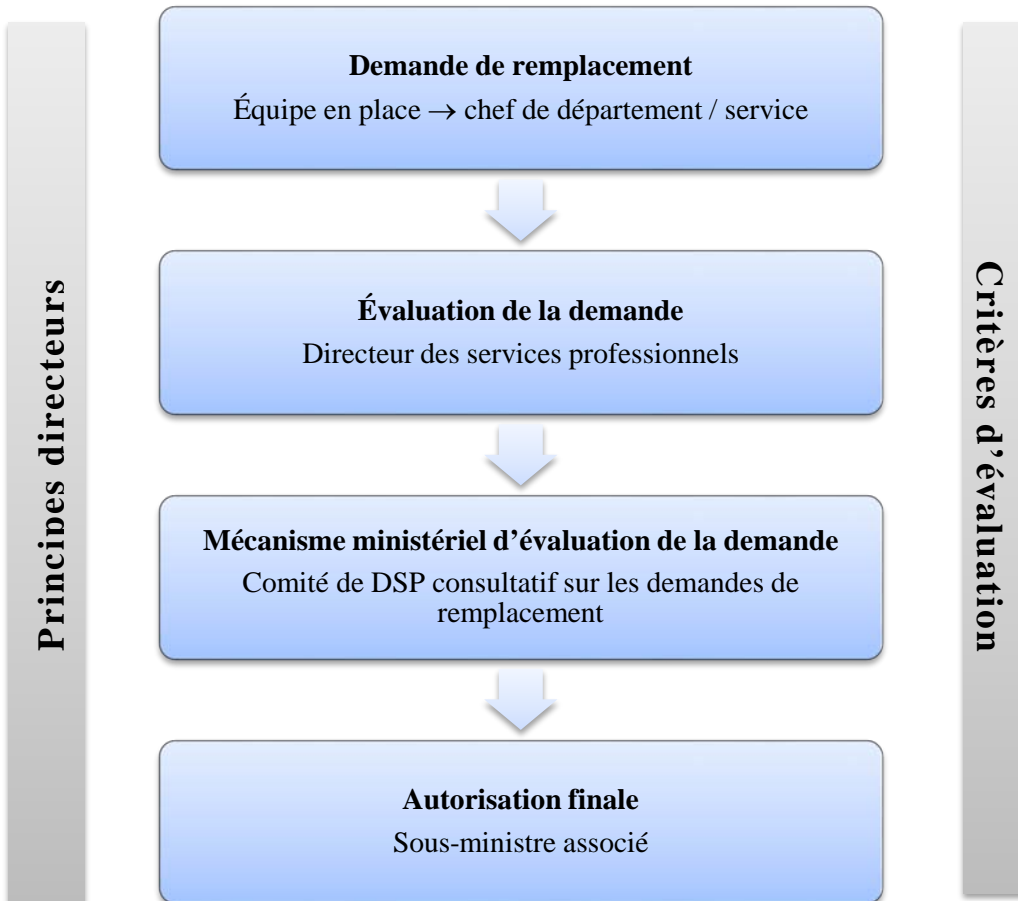 Principes directeurs
Demande de remplacement
Équipe en place → chef de département / service
Évaluation de la demande
Directeur des services professionnels
Mécanisme ministériel d’évaluation de la demande
Comité de DSP consultatif sur les demandes de
remplacement
Autorisation finale
Sous-ministre associé
Critères d’évaluation